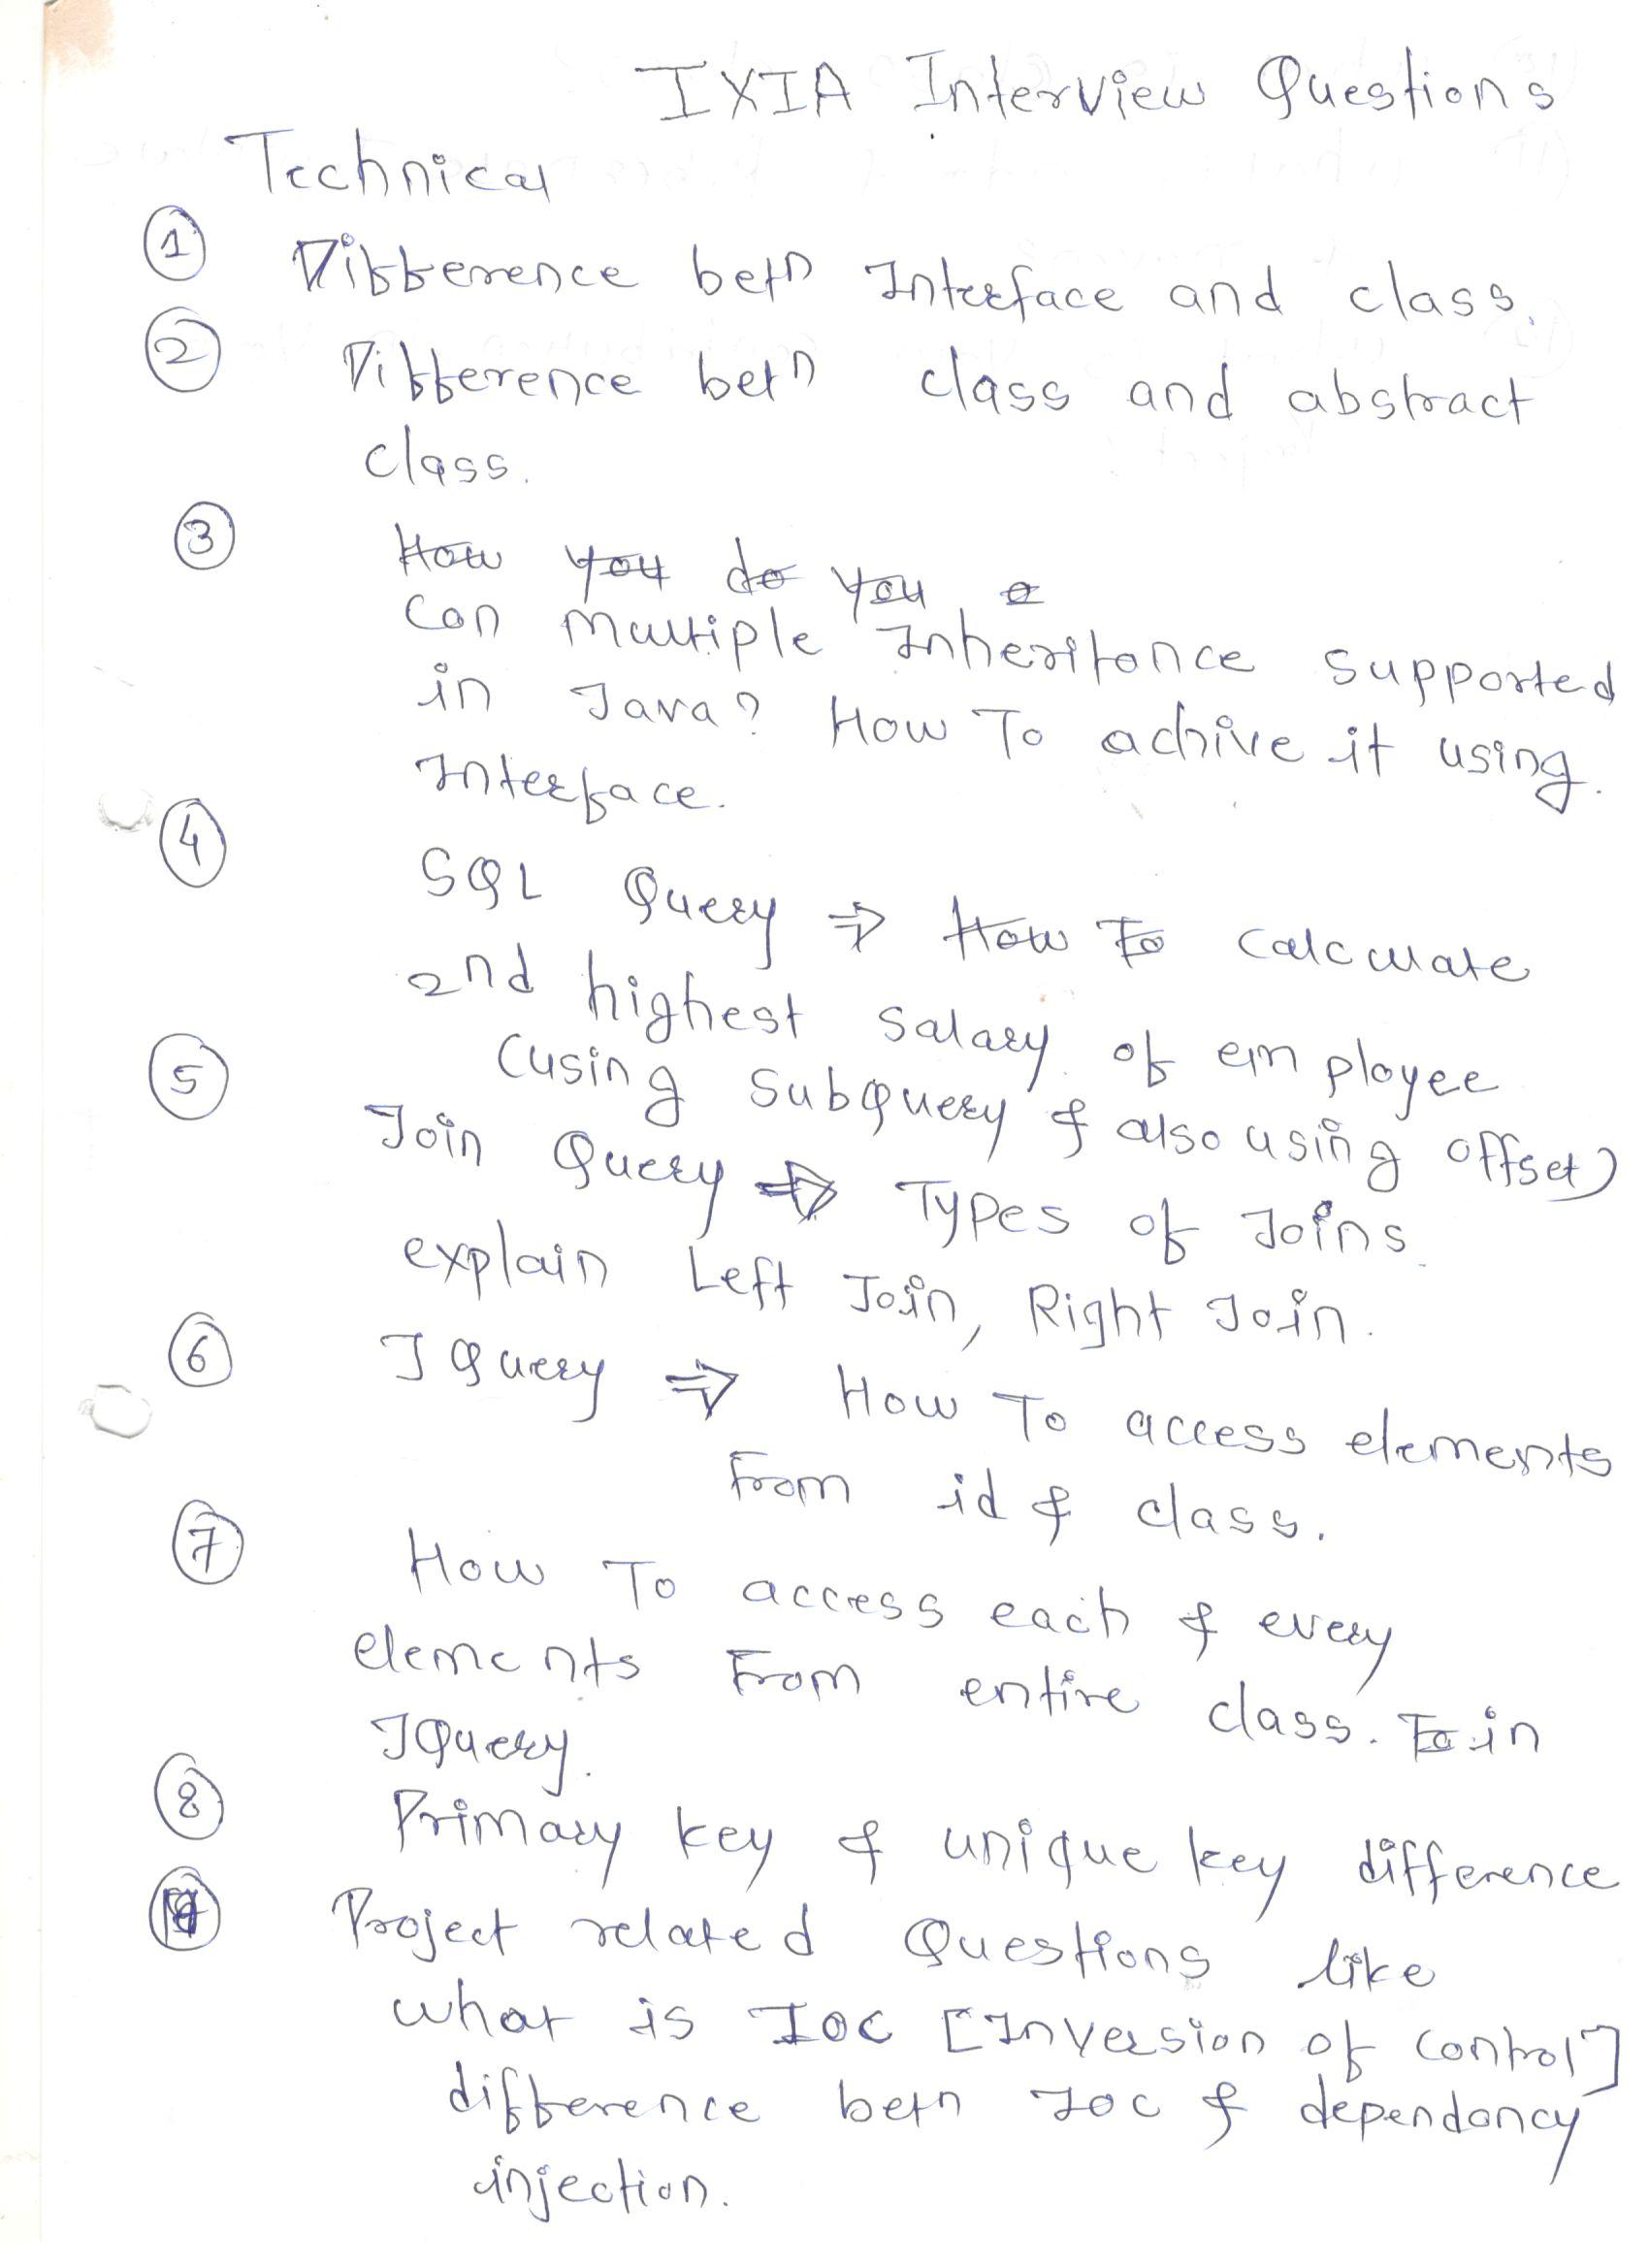 IXIA Interview Questions
Technical
1 Difference betn Interface and class.
2 Difference betn class and abstract
class.
3 How you do you a
Can Multiple Inheritance supported
in Java? How To achive it using.
Interface.
4 SQL Query ⇒ How To calculate
2nd highest salary of employee
(using subquery & also using offset)
5 Join Query ⇒ Types of Joins
explain Left Join, Right Join.
6 JQuery ⇒ How To access elements
from id & class.
7 How To access each & every
elements From entire class. To in
JQuery.
8 Primary key & unique key difference
9 Project related Questions like
what is IOC [Inversion of control]
difference betn IOC & dependancy
injection.